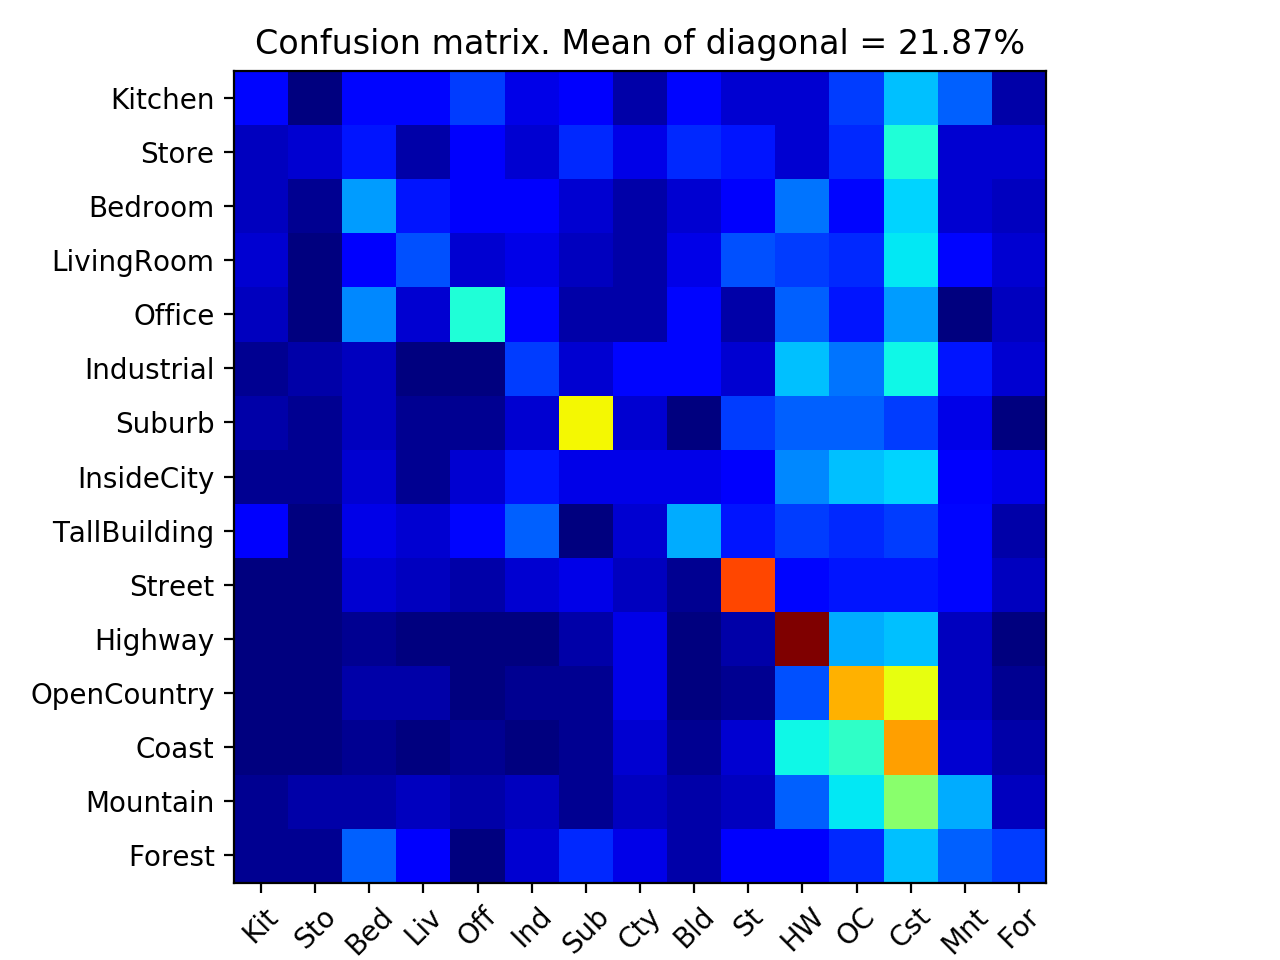 Confusion matrix. Mean of diagonal = 21.87%
Kitchen
Store
Bedroom
LivingRoom
Office
Industrial
Suburb
InsideCity
TallBuilding
Street
Highway
OpenCountry
Coast
Mountain
Forest
Kit Sto Bed Liv Off Ind Sub Cty Bld St HW OC Cst Mnt For